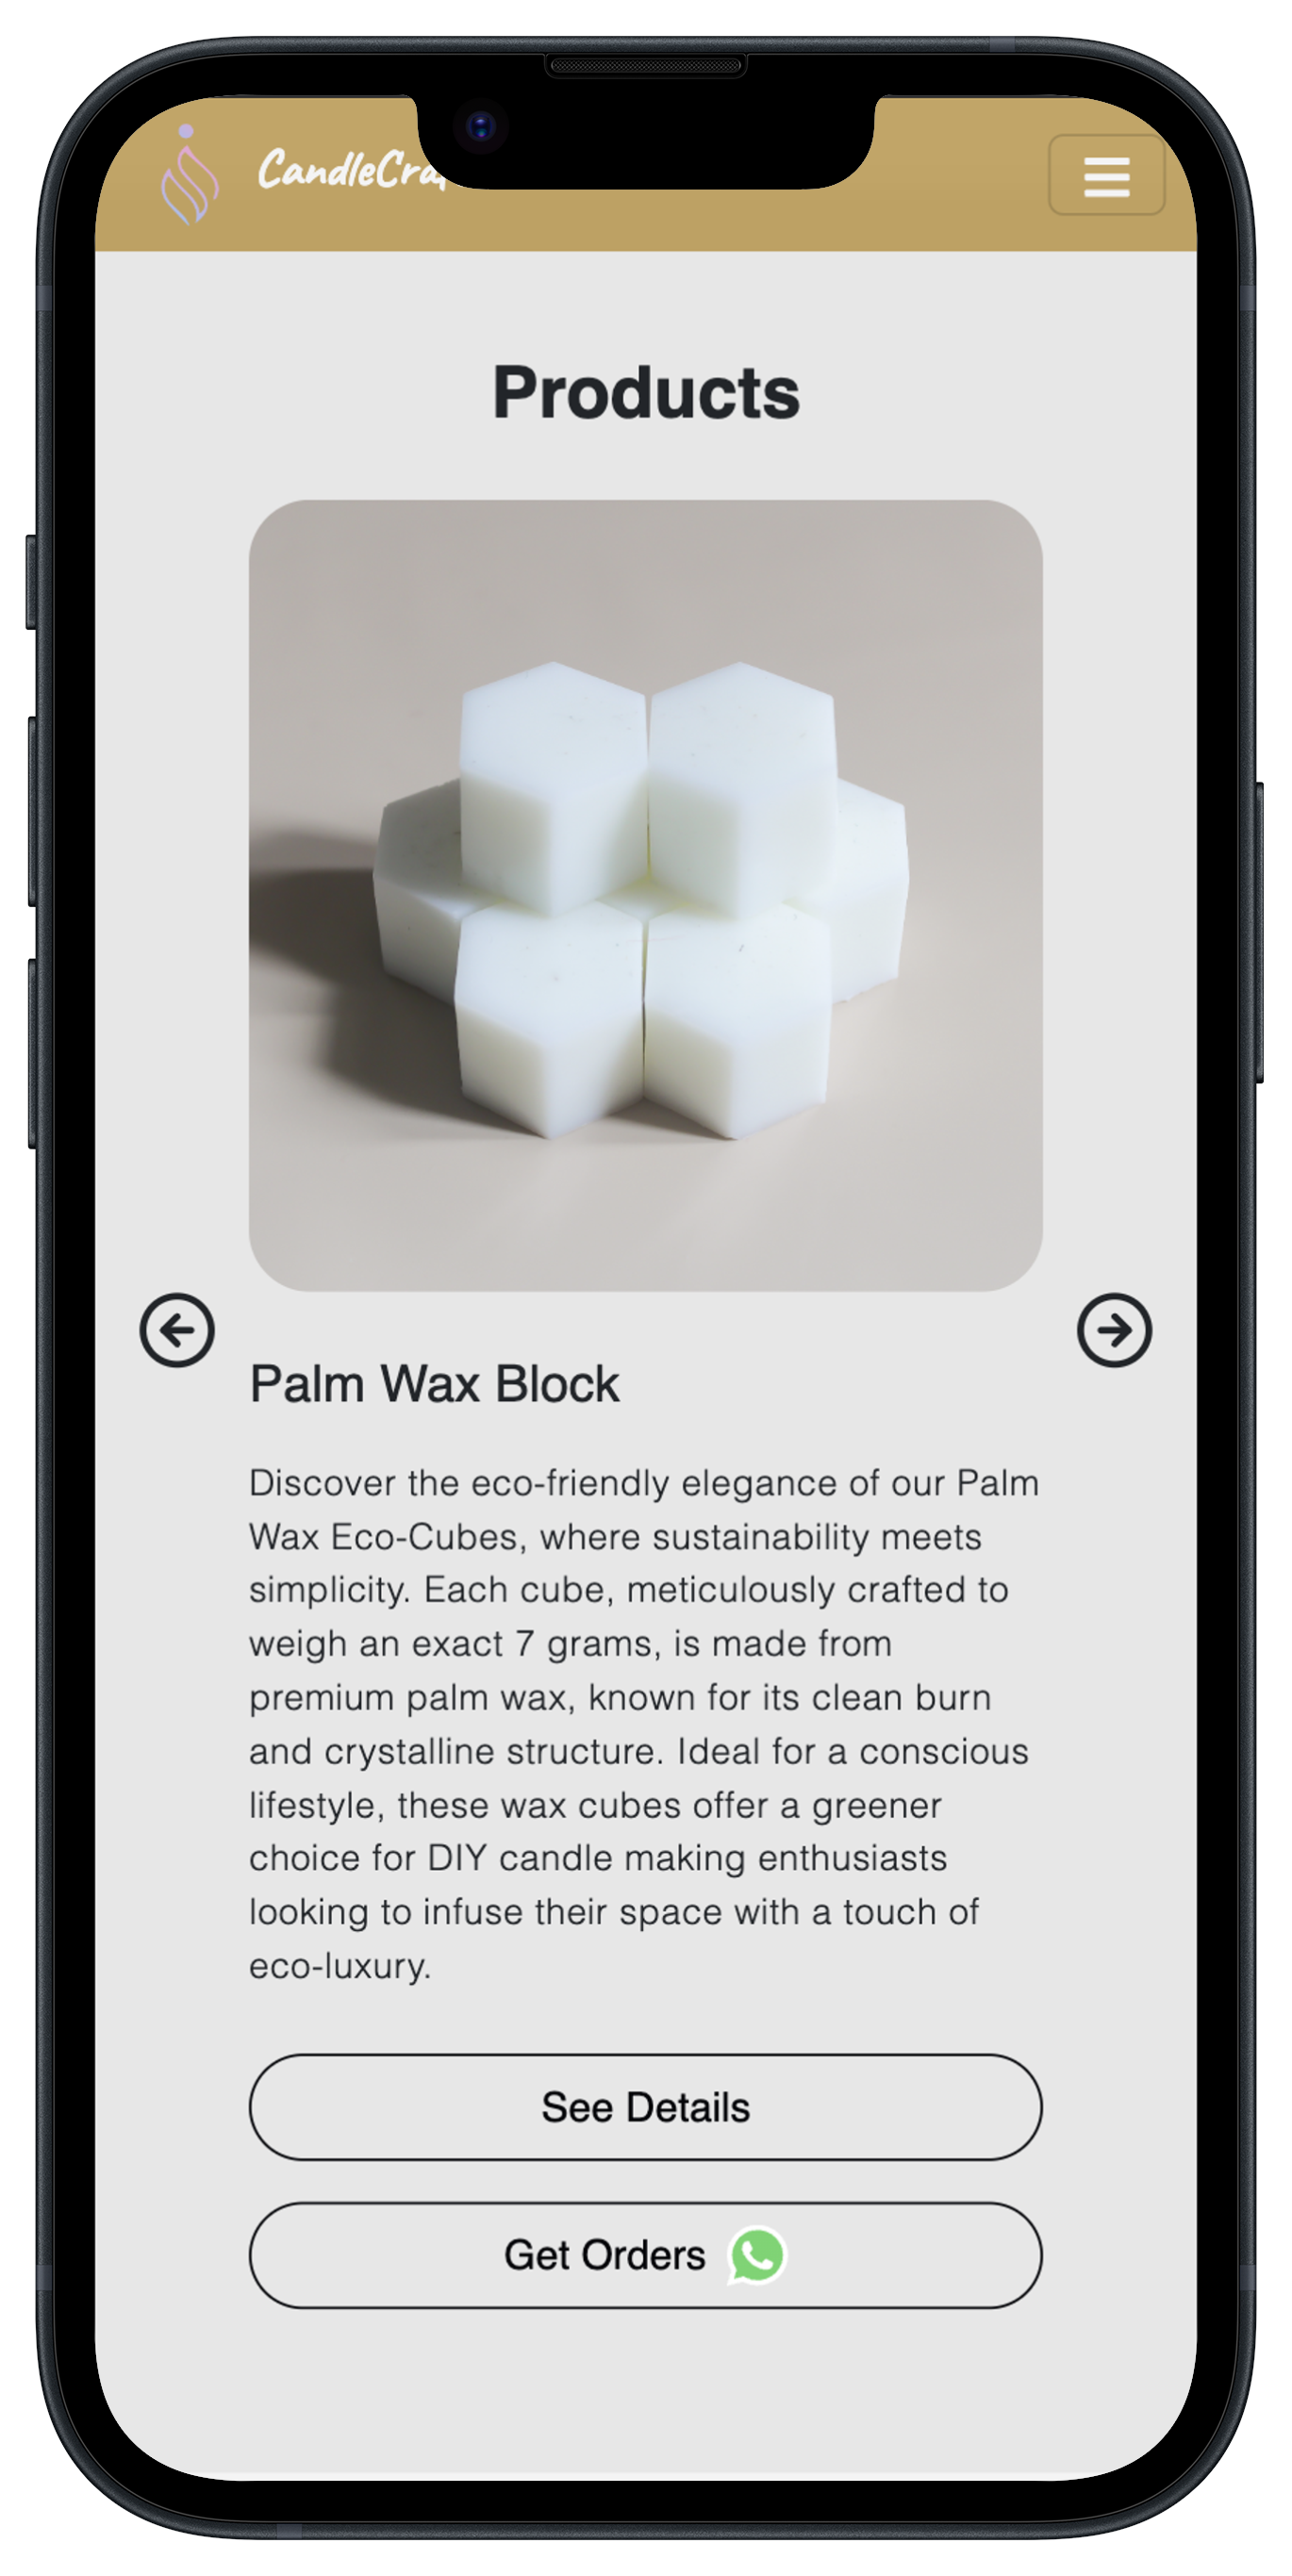 Products
Palm Wax Block
Discover the eco-friendly elegance of our Palm
Wax Eco-Cubes, where sustainability meets
simplicity. Each cube, meticulously crafted to
weigh an exact 7 grams, is made from
premium palm wax, known for its clean burn
and crystalline structure. Ideal for a conscious
lifestyle, these wax cubes offer a greener
choice for DIY candle making enthusiasts
looking to infuse their space with a touch of
eco-luxury.
See Details
Get Orders